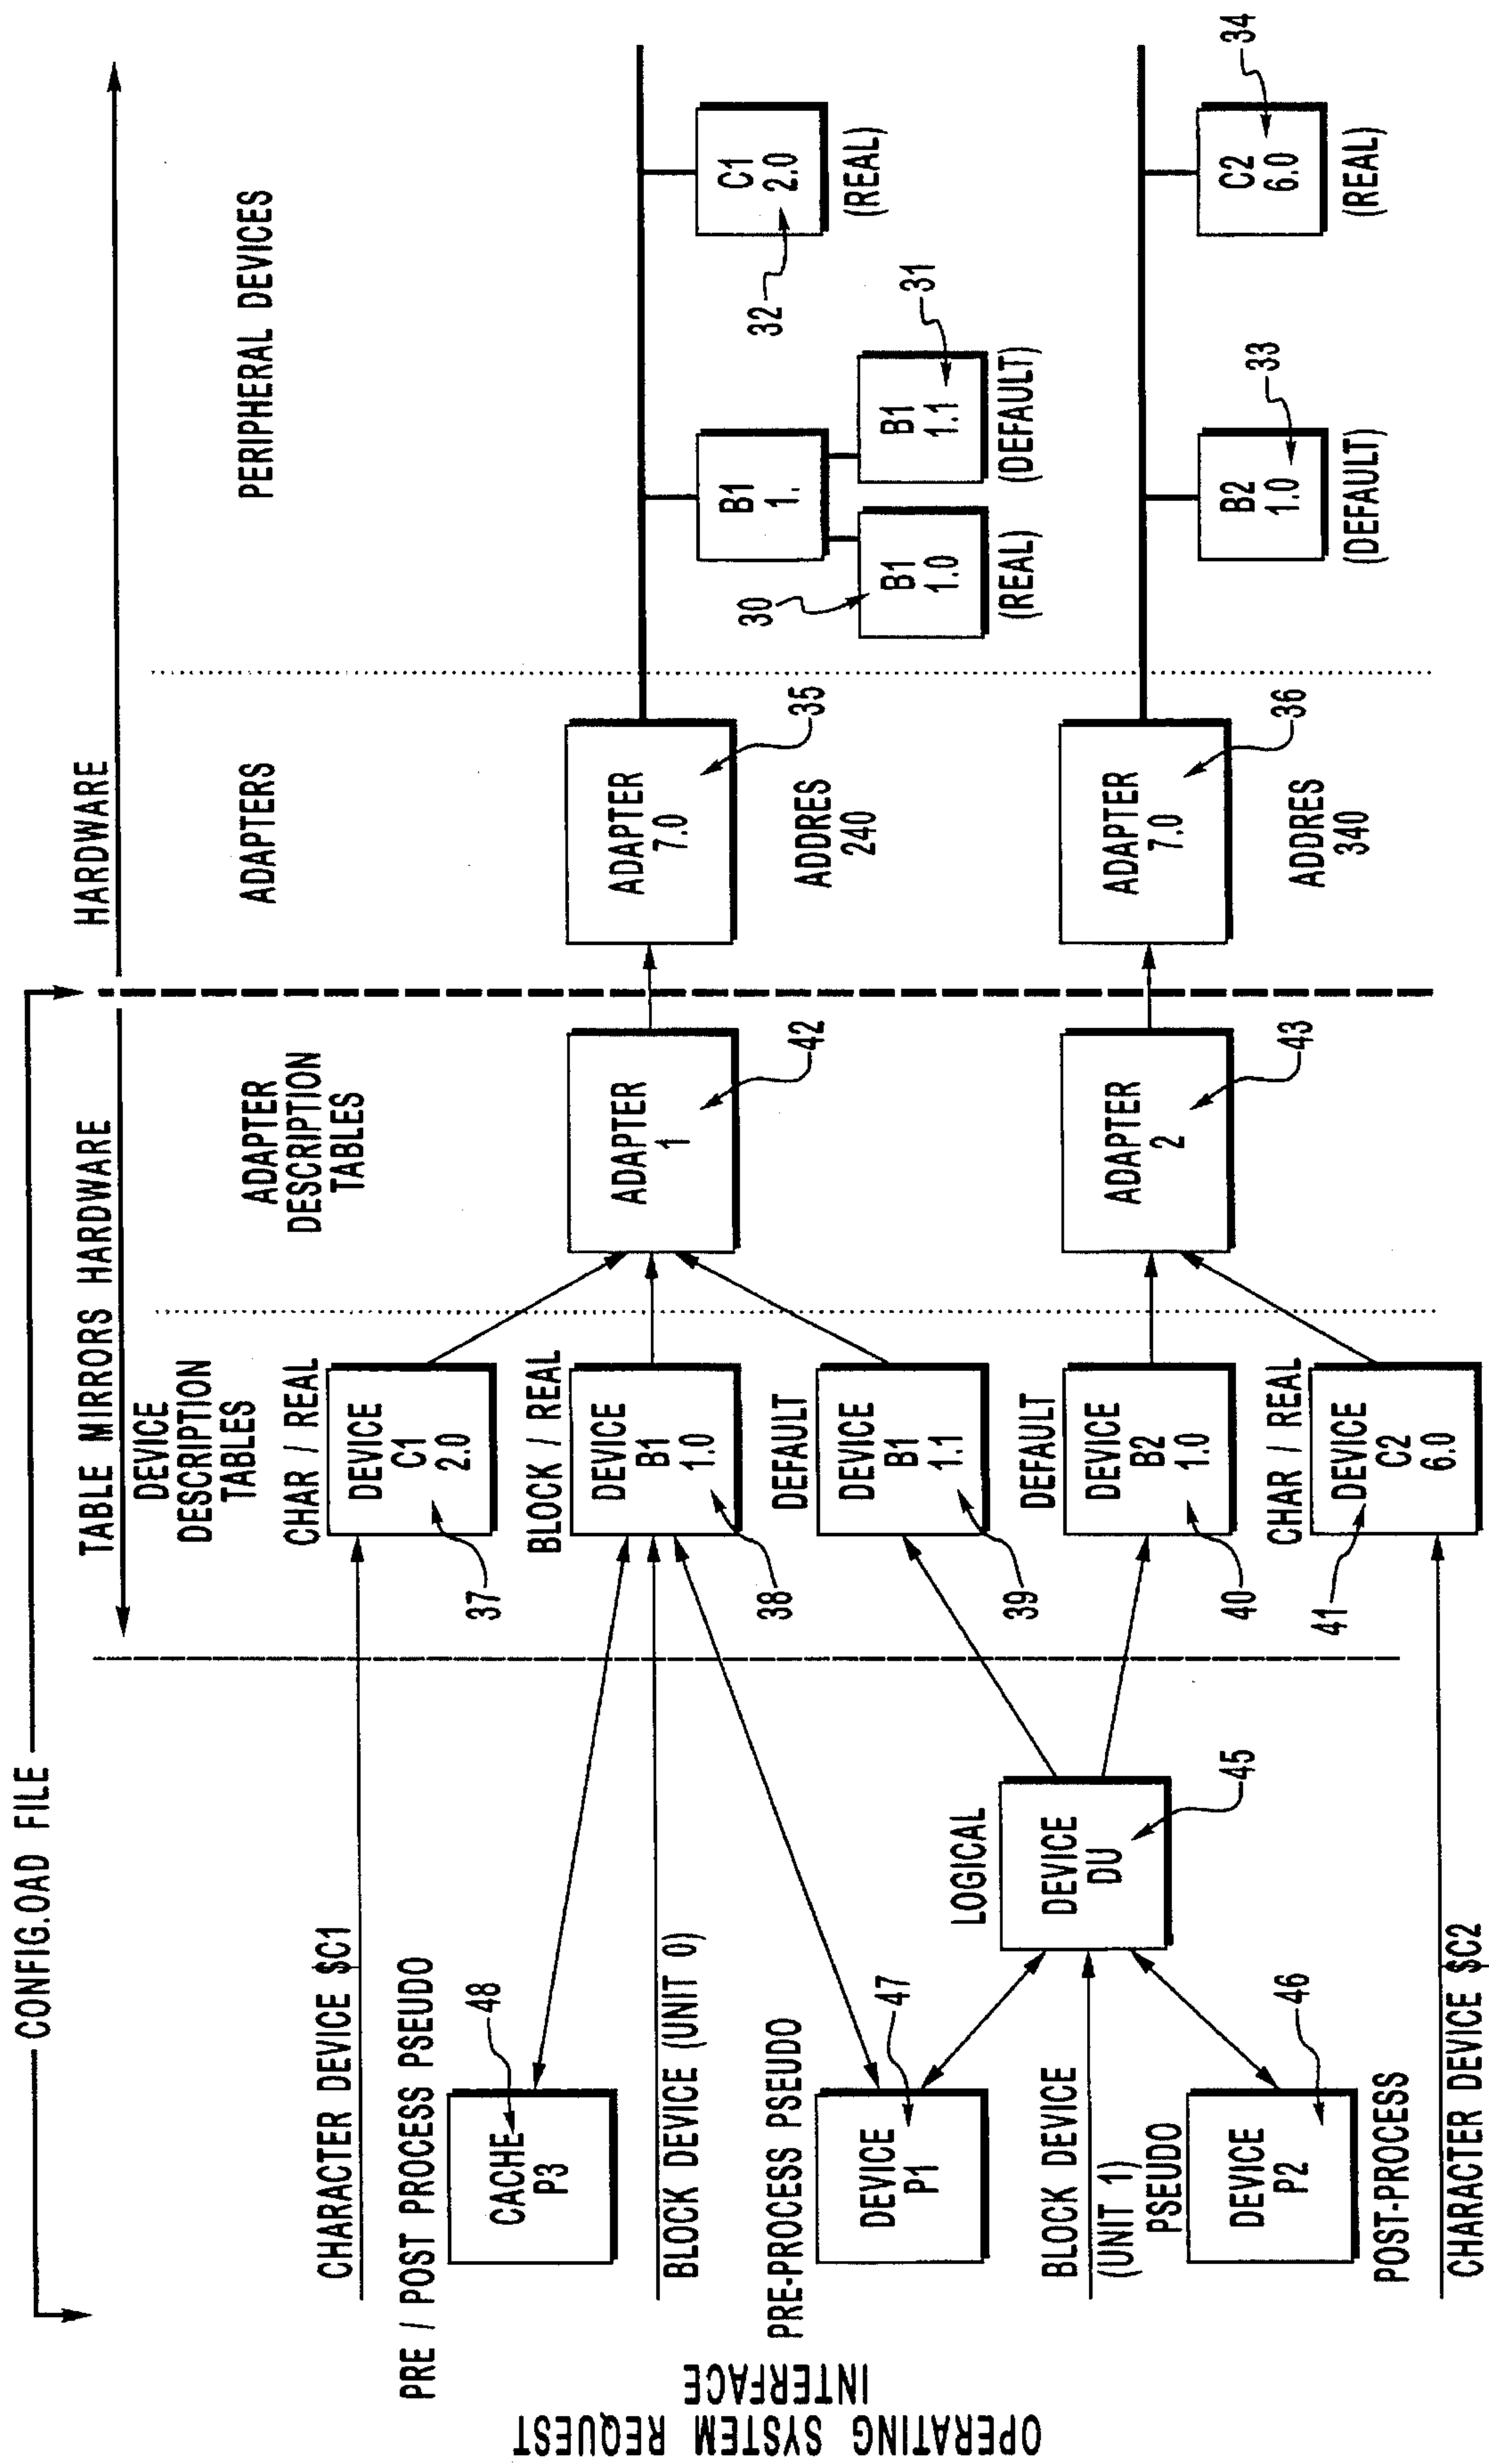 CONFIG.OAD FILE
TABLE MIRRORS HARDWARE
HARDWARE
DEVICE
DESCRIPTION
TABLES
ADAPTER
DESCRIPTION
TABLES
ADAPTERS
PERIPHERAL DEVICES
OPERATING SYSTEM REQUEST
INTERFACE
CHARACTER DEVICE $C1
PRE / POST PROCESS PSEUDO
CACHE
P3
48
BLOCK DEVICE (UNIT 0)
PRE-PROCESS PSEUDO
DEVICE
P1
47
BLOCK DEVICE
(UNIT 1)
PSEUDO
DEVICE
P2
46
POST-PROCESS
CHARACTER DEVICE $C2
LOGICAL
DEVICE
DU
45
CHAR / REAL
DEVICE
C1
2.0
37
BLOCK / REAL
DEVICE
B1
1.0
38
DEFAULT
DEVICE
B1
1.1
39
DEFAULT
DEVICE
B2
1.0
40
CHAR / REAL
DEVICE
C2
6.0
41
ADAPTER
1
42
ADAPTER
2
43
ADAPTER
7.0
35
ADDRES
240
ADAPTER
7.0
36
ADDRES
340
B1
1.
B1
1.0
30
(REAL)
B1
1.1
31
(DEFAULT)
C1
2.0
32
(REAL)
B2
1.0
33
(DEFAULT)
C2
6.0
34
(REAL)